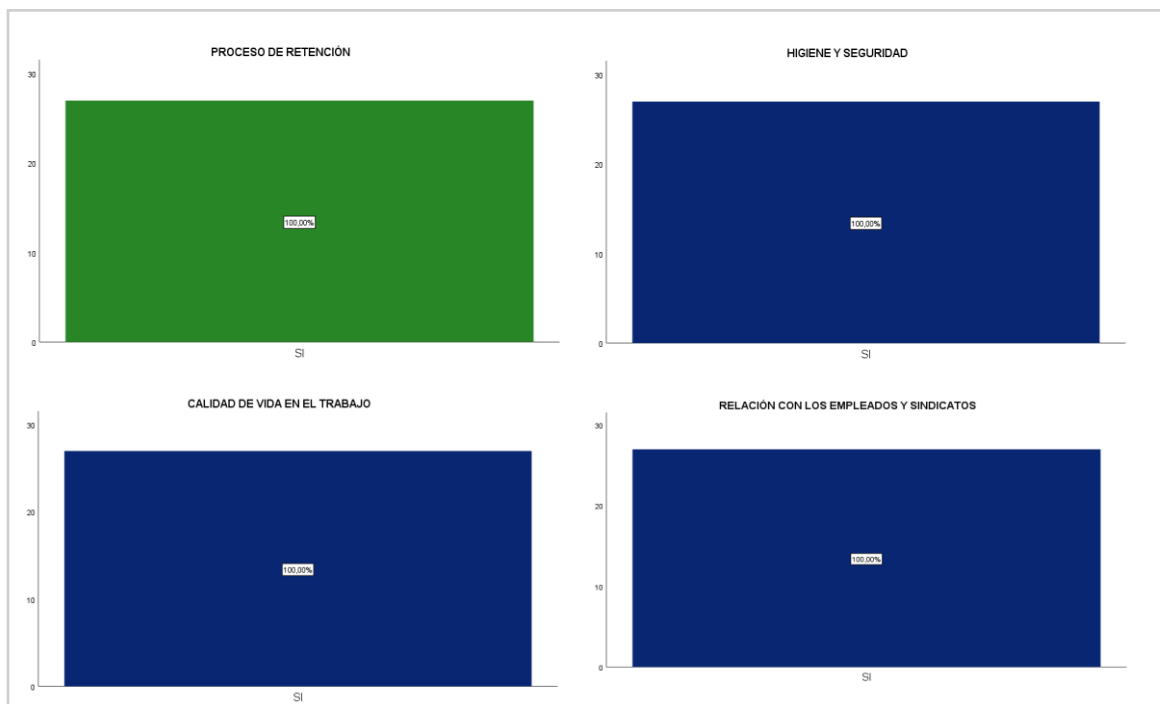 PROCESO DE RETENCIÓN
30
20
10
0
100,00%
SI
HIGIENE Y SEGURIDAD
30
20
10
0
100,00%
SI
CALIDAD DE VIDA EN EL TRABAJO
30
20
10
0
100,00%
SI
RELACIÓN CON LOS EMPLEADOS Y SINDICATOS
30
20
10
0
100,00%
SI